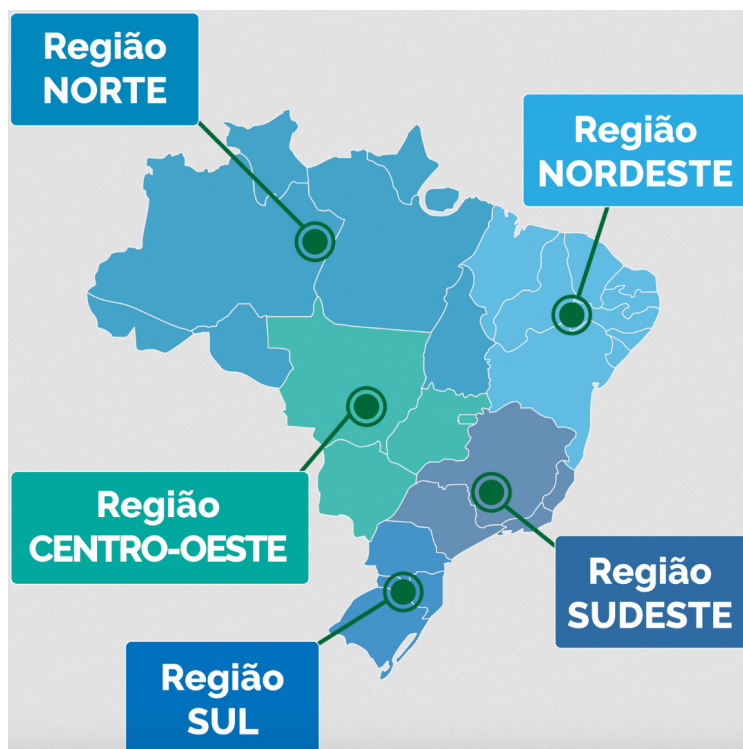 Região
NORTE
Região
NORDESTE
Região
CENTRO-OESTE
Região
SUDESTE
Região
SUL